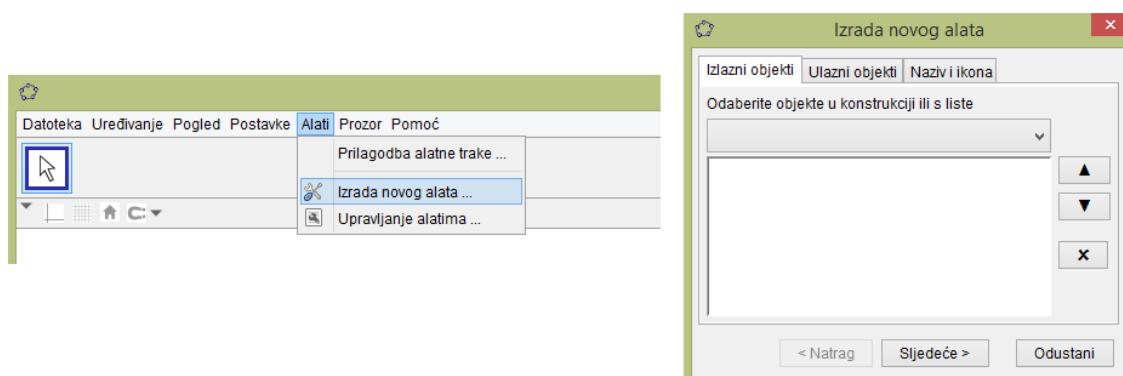 Datoteka Uređivanje Pogled Postavke Alati Prozor Pomoć
Prilagodba alatne trake ...
Izrada novog alata ...
Upravljanje alatima ...
Izrada novog alata
Izlazni objekti Ulazni objekti Naziv i ikona
Odaberite objekte u konstrukciji ili s liste
< Natrag Sljedeće > Odustani